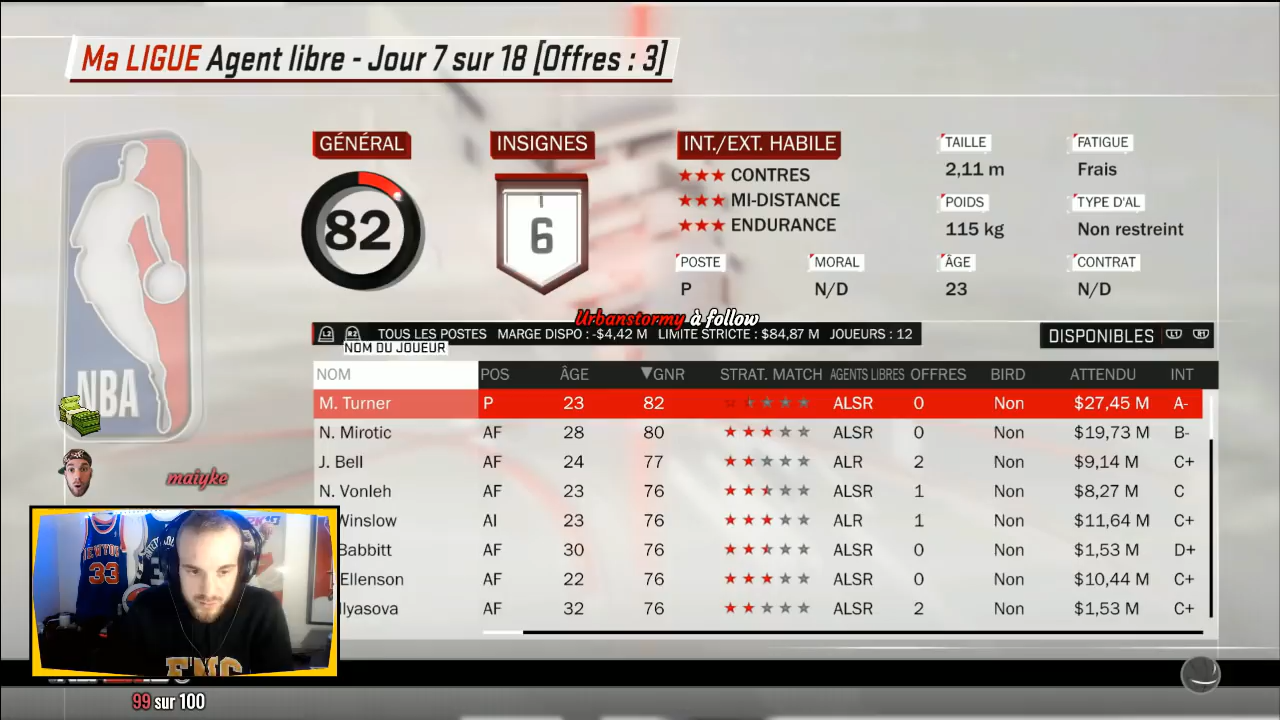 Ma LIGUE Agent libre - Jour 7 sur 18 [Offres : 3]
GÉNÉRAL
82
INSIGNES
6
INT./EXT. HABILE
★★★ CONTRES
★★★ MI-DISTANCE
★★★ ENDURANCE
TAILLE
2,11 m
FATIGUE
Frais
POIDS
115 kg
TYPE D'AL
Non restreint
POSTE
P
MORAL
N/D
ÂGE
23
CONTRAT
N/D
Urbanstormy à follow
L2 R2 TOUS LES POSTES MARGE DISPO : -$4,42 M LIMITE STRICTE : $84,87 M JOUEURS : 12
DISPONIBLES
NOM DU JOUEUR
NOM POS ÂGE ▼GNR STRAT. MATCH AGENTS LIBRES OFFRES BIRD ATTENDU INT
M. Turner P 23 82 ALSR 0 Non $27,45 M A-
N. Mirotic AF 28 80 ALSR 0 Non $19,73 M B-
J. Bell AF 24 77 ALR 2 Non $9,14 M C+
N. Vonleh AF 23 76 ALSR 1 Non $8,27 M C
Winslow AI 23 76 ALR 1 Non $11,64 M C+
Babbitt AF 30 76 ALSR 0 Non $1,53 M D+
Ellenson AF 22 76 ALSR 0 Non $10,44 M C+
Ilyasova AF 32 76 ALSR 2 Non $1,53 M C+
NBA
maiyke
33
99 sur 100